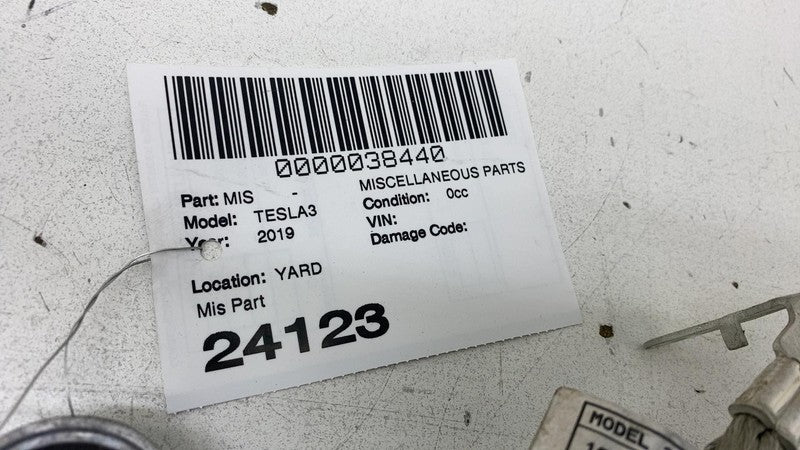 0000038440
Part: MIS - MISCELLANEOUS PARTS
Model: TESLA3 Condition: 0cc
Year: 2019 VIN:
Damage Code:
Location: YARD
Mis Part
24123
MODEL